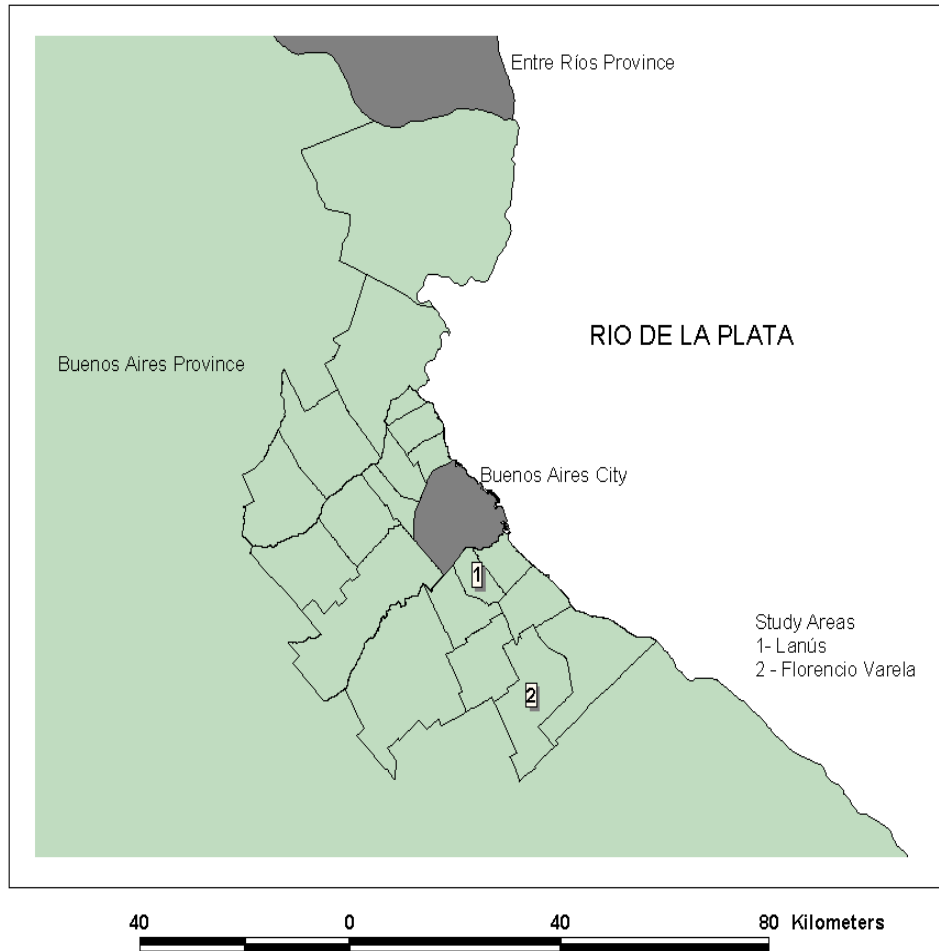 Entre Ríos Province
RIO DE LA PLATA
Buenos Aires Province
Buenos Aires City
1
Study Areas
1- Lanús
2 - Florencio Varela
2
40 0 40 80 Kilometers